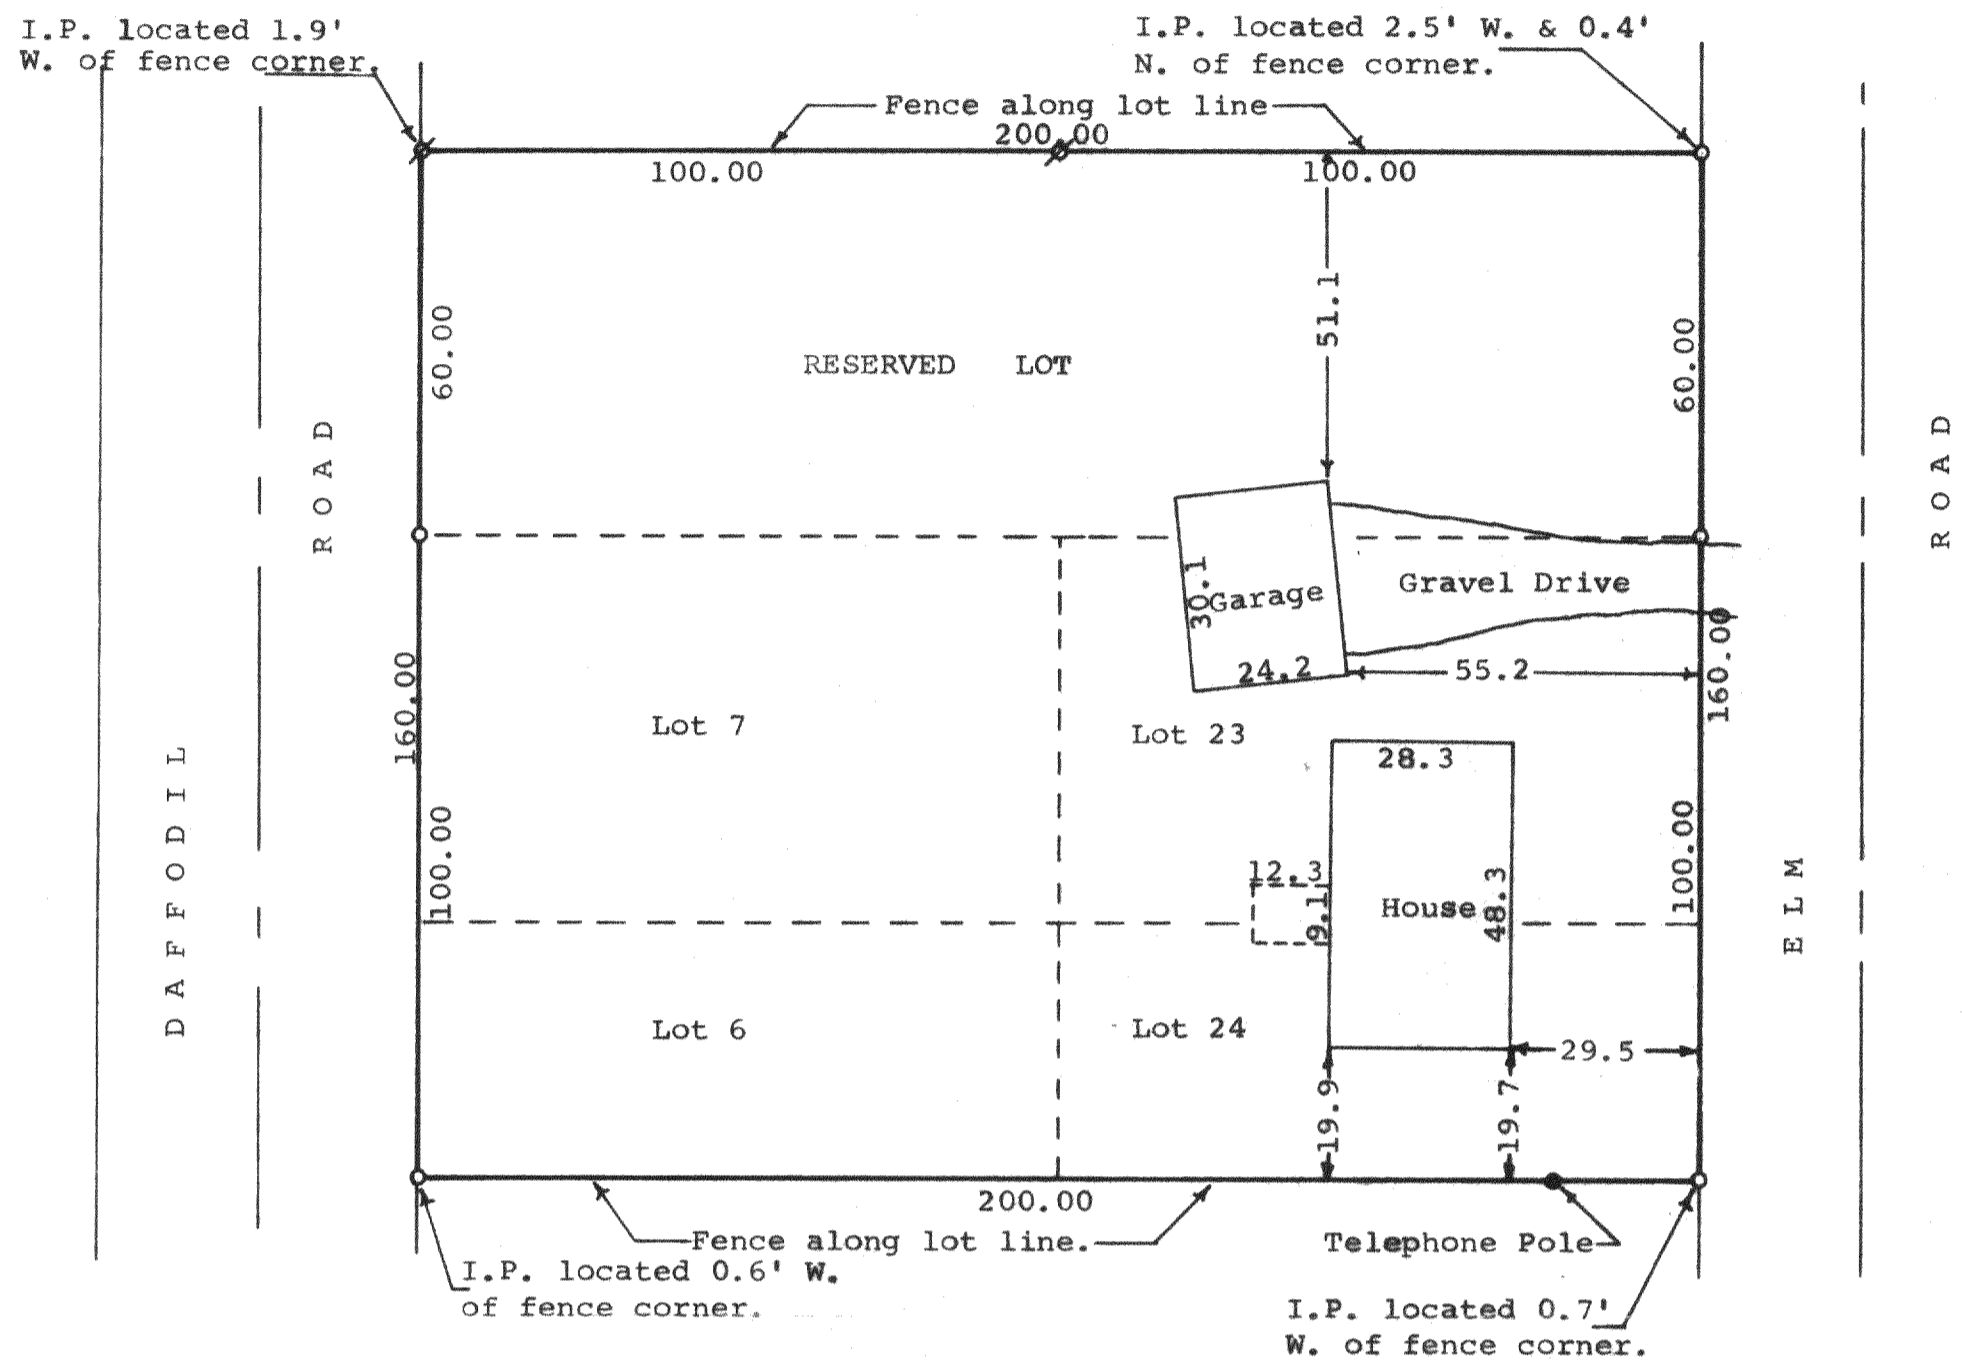 I.P. located 1.9'
W. of fence corner.
I.P. located 2.5' W. & 0.4'
N. of fence corner.
Fence along lot line
200.00
100.00
100.00
60.00
51.1
60.00
RESERVED LOT
ROAD
ROAD
30.1
Garage
Gravel Drive
24.2
55.2
160.00
160.00
Lot 7
Lot 23
28.3
DAFFODIL
100.00
12.3
9.1
House
48.3
100.00
ELM
Lot 6
Lot 24
29.5
19.9
19.7
200.00
Fence along lot line.
Telephone Pole
I.P. located 0.6' W.
of fence corner.
I.P. located 0.7'
W. of fence corner.